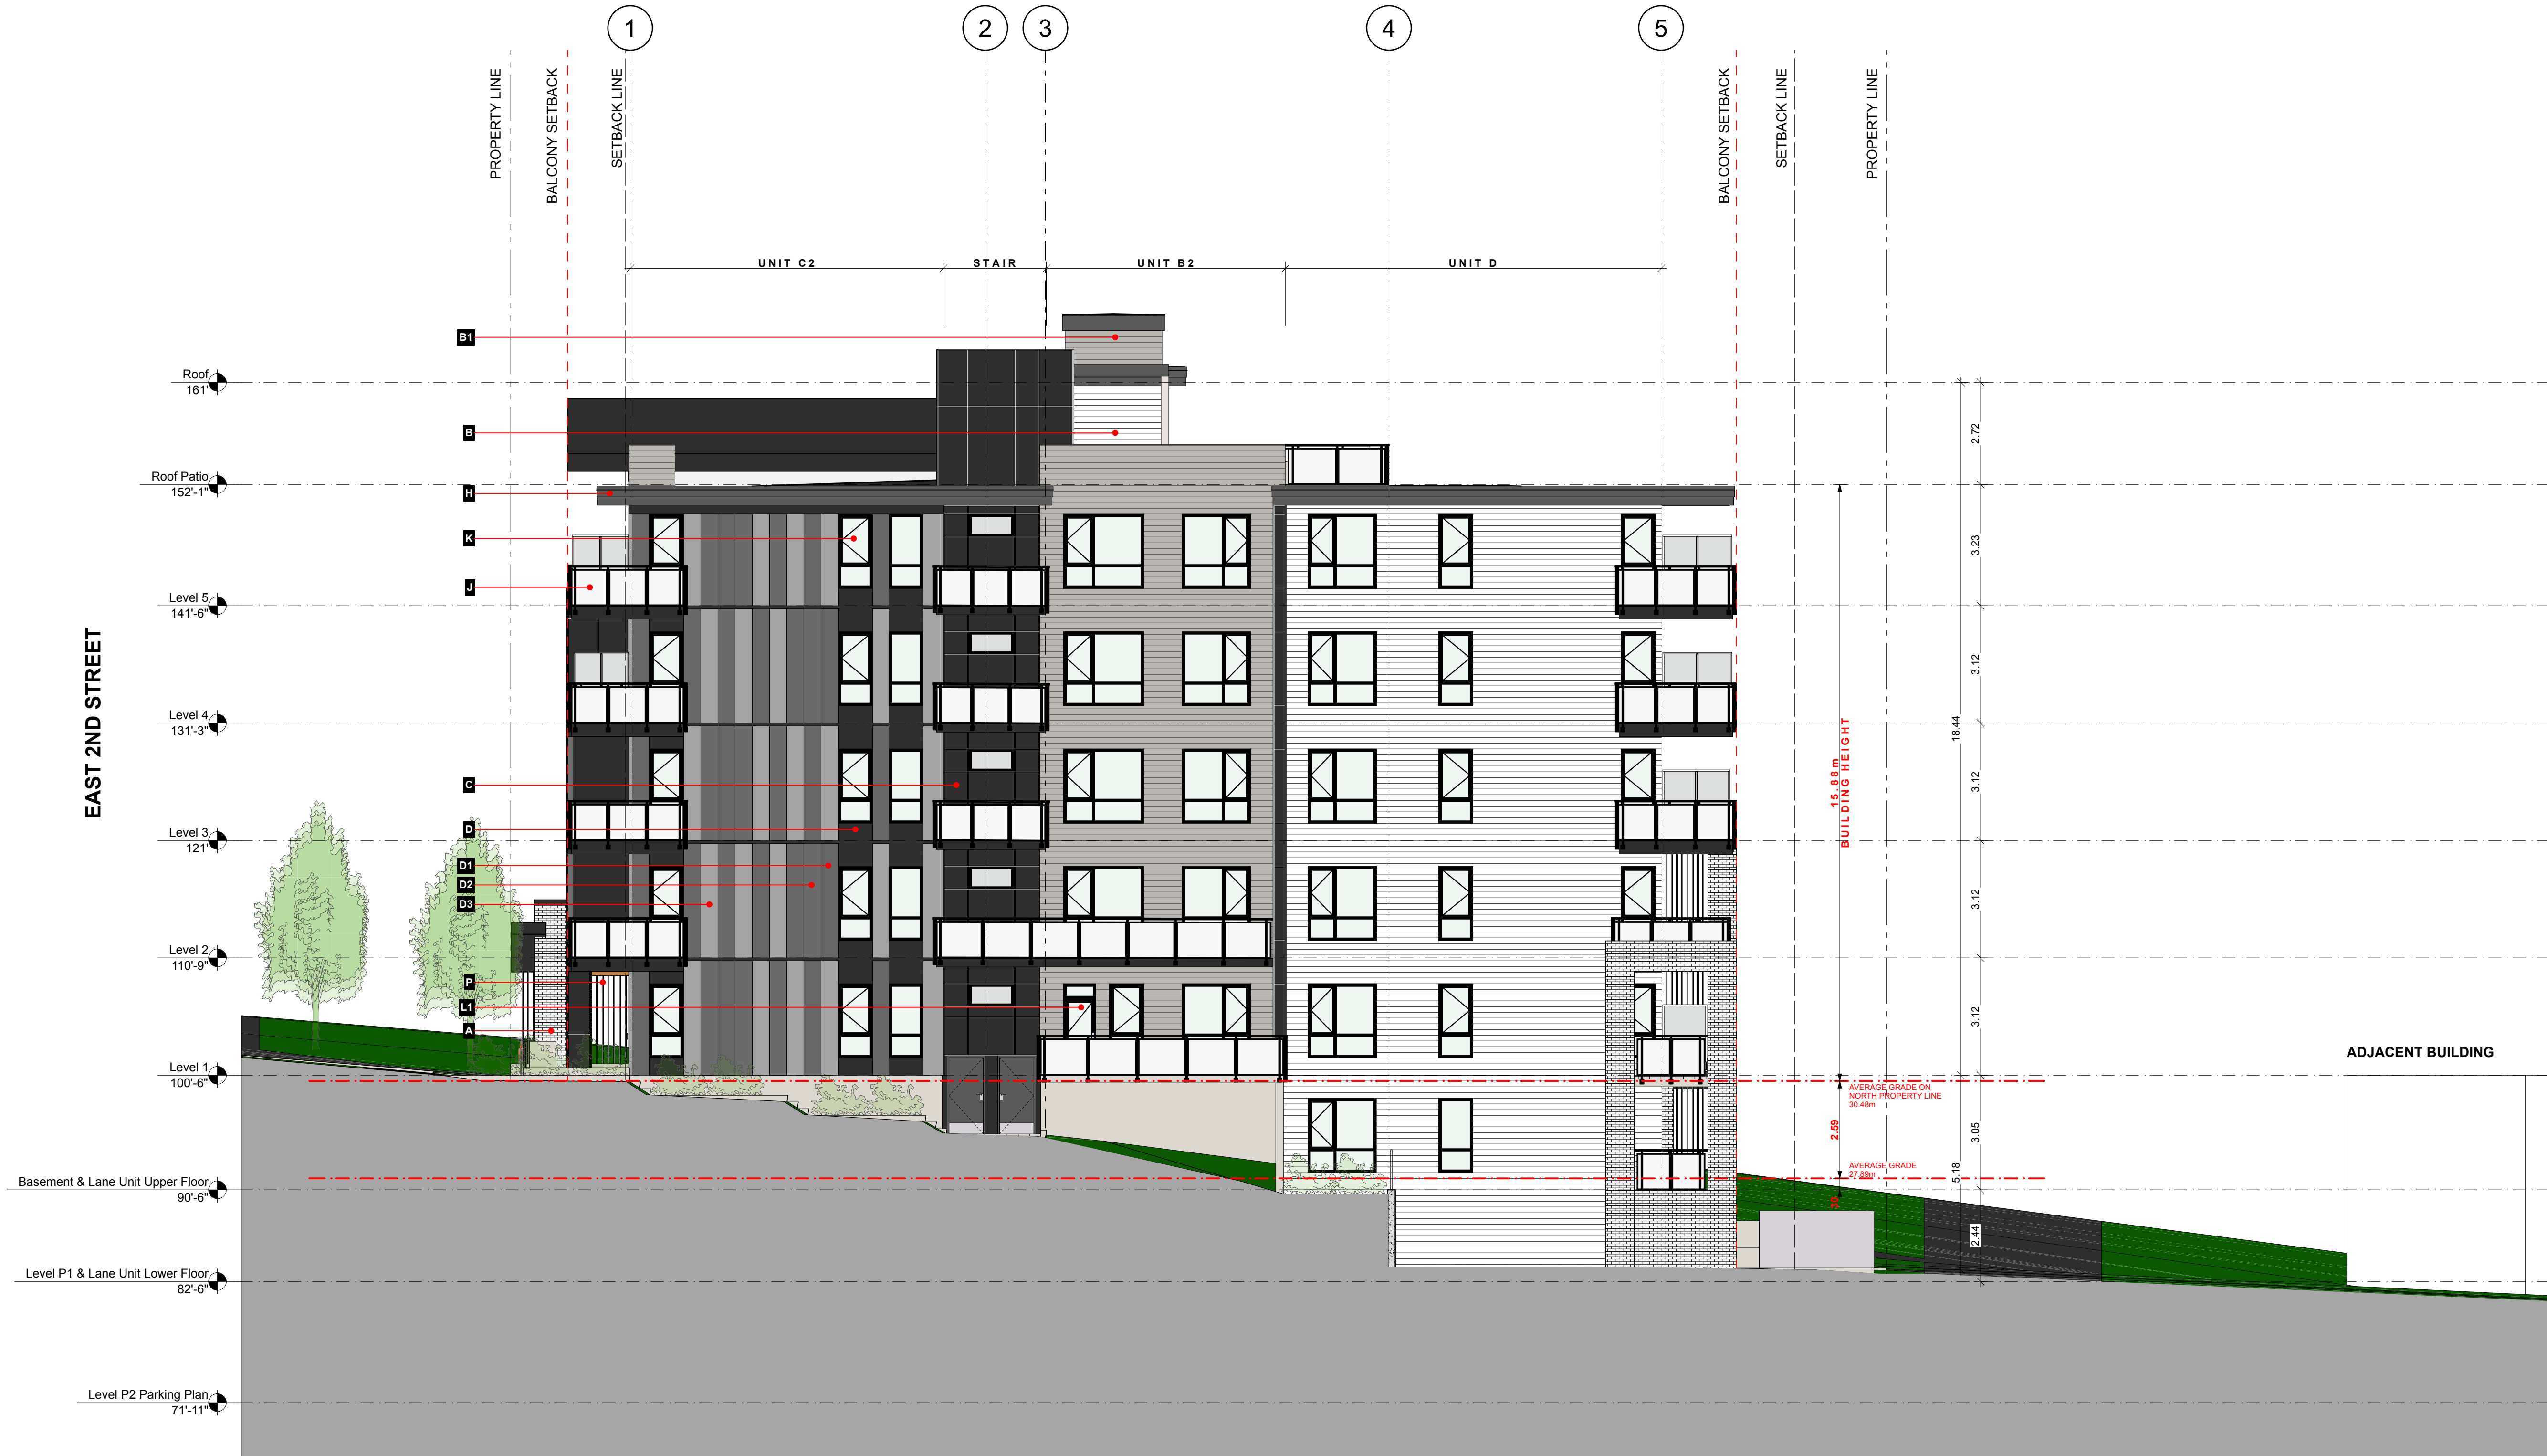 1
2
3
4
5
PROPERTY LINE
BALCONY SETBACK
SETBACK LINE
BALCONY SETBACK
SETBACK LINE
PROPERTY LINE
UNIT C2
STAIR
UNIT B2
UNIT D
B1
Roof
161'
B
Roof Patio
152'-1"
H
K
J
Level 5
141'-6"
Level 4
131'-3"
C
D
Level 3
121'
D1
D2
D3
Level 2
110'-9"
P
L1
A
Level 1
100'-6"
Basement & Lane Unit Upper Floor
90'-6"
Level P1 & Lane Unit Lower Floor
82'-6"
Level P2 Parking Plan
71'-11"
EAST 2ND STREET
15.88m
BUILDING HEIGHT
2.59
18.44
5.18
2.72
3.23
3.12
3.12
3.12
3.12
3.05
2.44
AVERAGE GRADE ON
NORTH PROPERTY LINE
30.48m
AVERAGE GRADE
27.89m
ADJACENT BUILDING